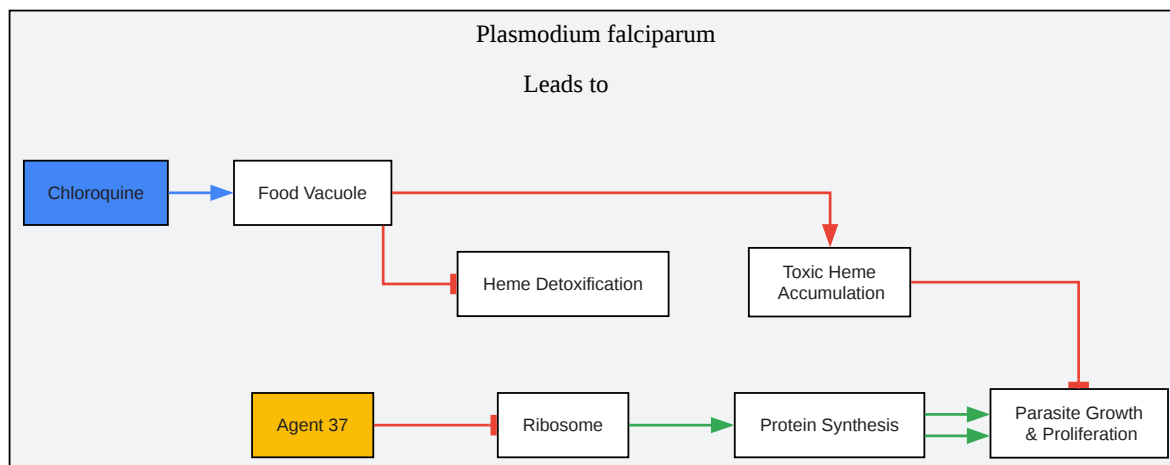 Plasmodium falciparum
Leads to
Chloroquine
Food Vacuole
Heme Detoxification
Toxic Heme
Accumulation
Agent 37
Ribosome
Protein Synthesis
Parasite Growth
& Proliferation